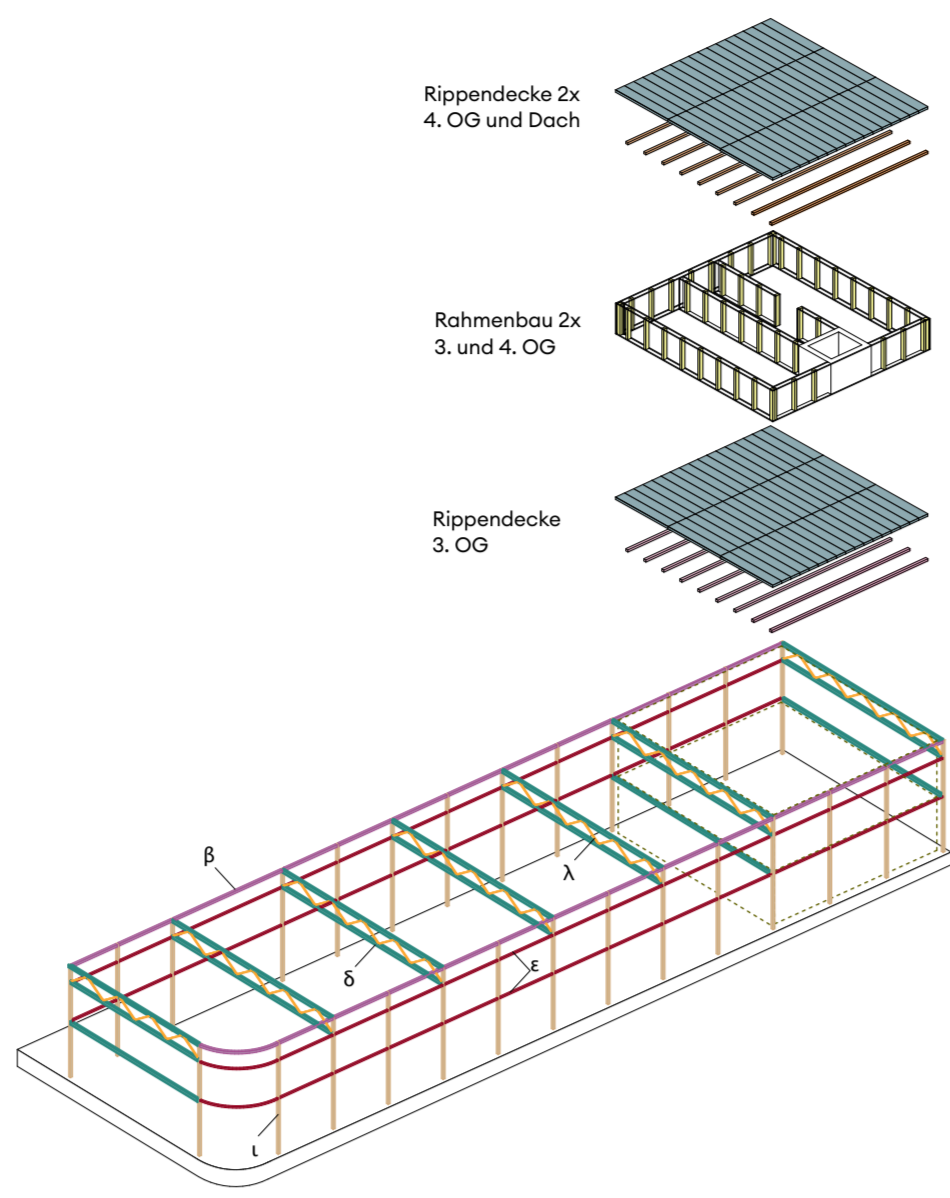 Rippendecke 2x
4. OG und Dach
Rahmenbau 2x
3. und 4. OG
Rippendecke
3. OG
β
λ
δ
ε
ι